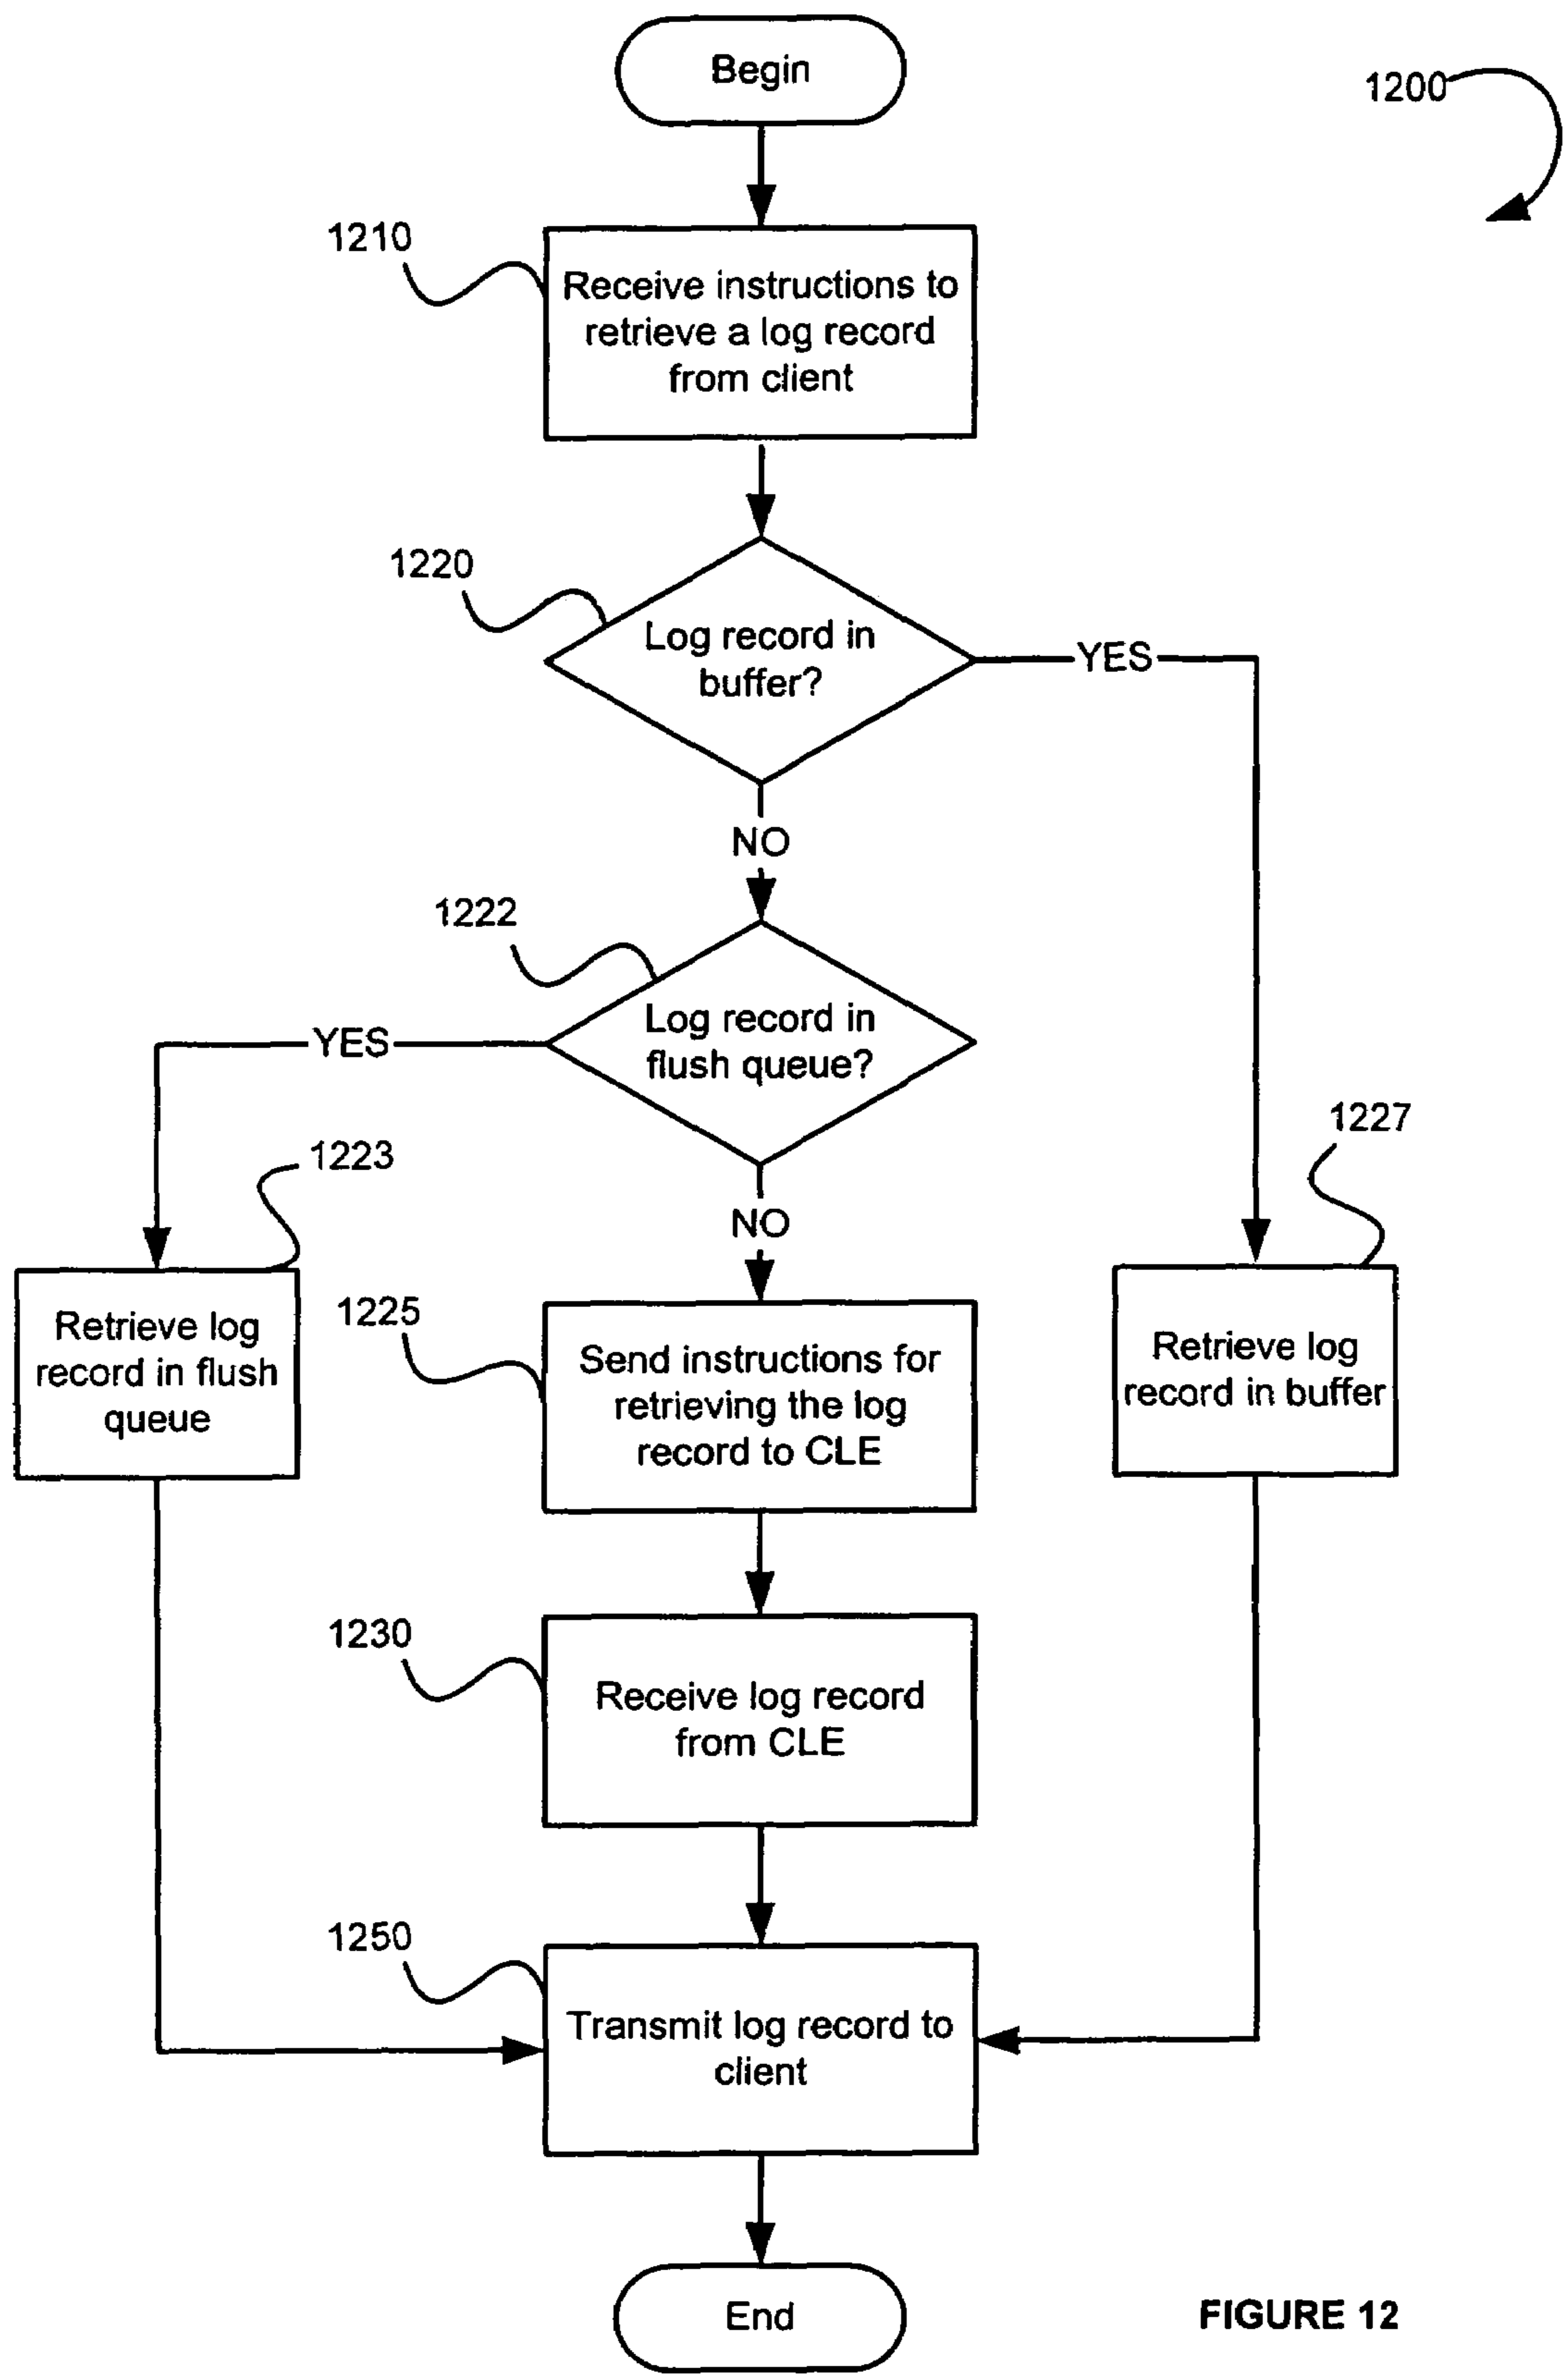 Begin
1200
1210
Receive instructions to
retrieve a log record
from client
1220
Log record in
buffer?
YES
NO
1222
Log record in
flush queue?
YES
1227
1223
NO
Retrieve log
record in flush
queue
1225
Send instructions for
retrieving the log
record to CLE
Retrieve log
record in buffer
1230
Receive log record
from CLE
1250
Transmit log record to
client
End
FIGURE 12